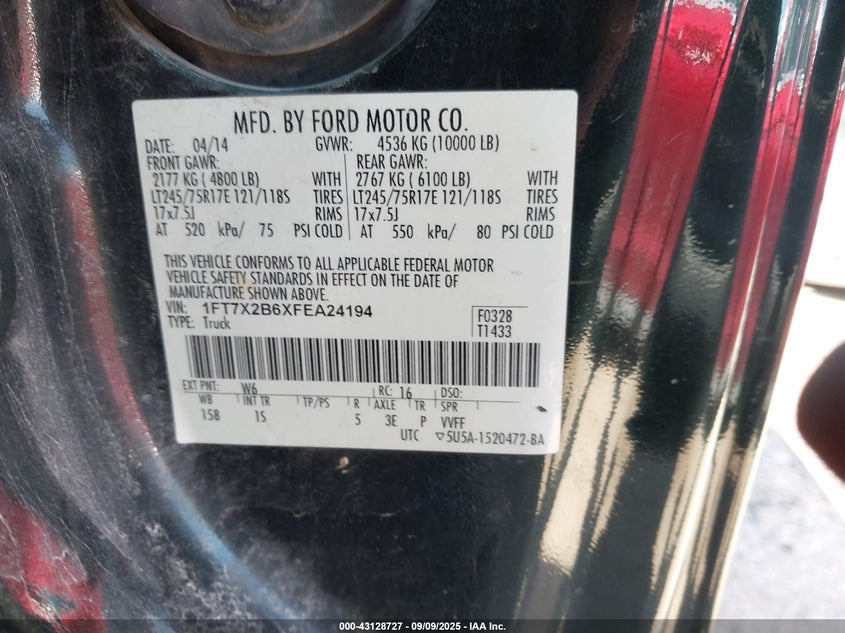 MFD. BY FORD MOTOR CO.
DATE: 04/14 GVWR: 4536 KG (10000 LB)
FRONT GAWR: REAR GAWR:
2177 KG ( 4800 LB) WITH 2767 KG ( 6100 LB) WITH
LT245/75R17E 121/118S TIRES LT245/75R17E 121/118S TIRES
17x7.5J RIMS 17x7.5J RIMS
AT 520 kPa/ 75 PSI COLD AT 550 kPa/ 80 PSI COLD
THIS VEHICLE CONFORMS TO ALL APPLICABLE FEDERAL MOTOR
VEHICLE SAFETY STANDARDS IN EFFECT ON THE DATE OF
MANUFACTURE SHOWN ABOVE.
VIN: 1FT7X2B6XFEA24194 F0328
TYPE: Truck T1433
EXT PNT: W6 RC: 16 DSO:
WB INT TR TP/PS R AXLE TR SPR
158 1S 5 3E P VVFF
UTC ▽5U5A-1520472-BA
000-43128727 - 09/09/2025 - IAA Inc.